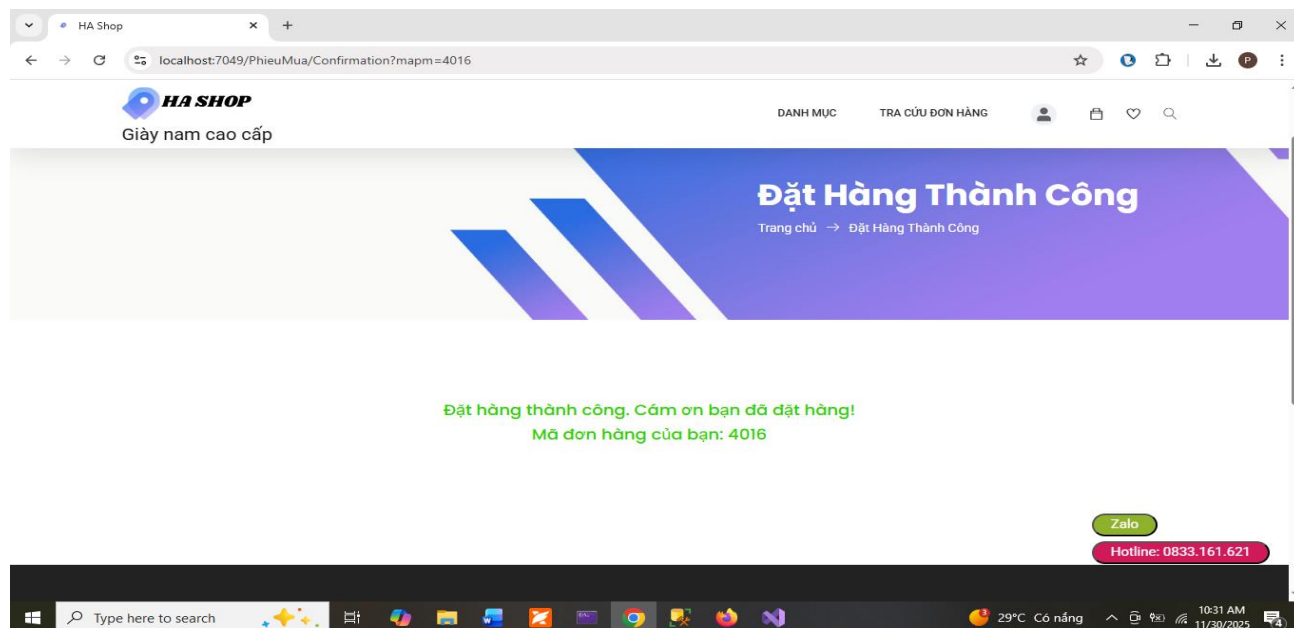 HA Shop
localhost:7049/PhieuMua/Confirmation?mapm=4016
P
HA SHOP
Giày nam cao cấp
DANH MỤC
TRA CỨU ĐƠN HÀNG
Đặt Hàng Thành Công
Trang chủ → Đặt Hàng Thành Công
Đặt hàng thành công. Cám ơn bạn đã đặt hàng!
Mã đơn hàng của bạn: 4016
Zalo
Hotline: 0833.161.621
Type here to search
29°C Có nắng
10:31 AM
11/30/2025
4